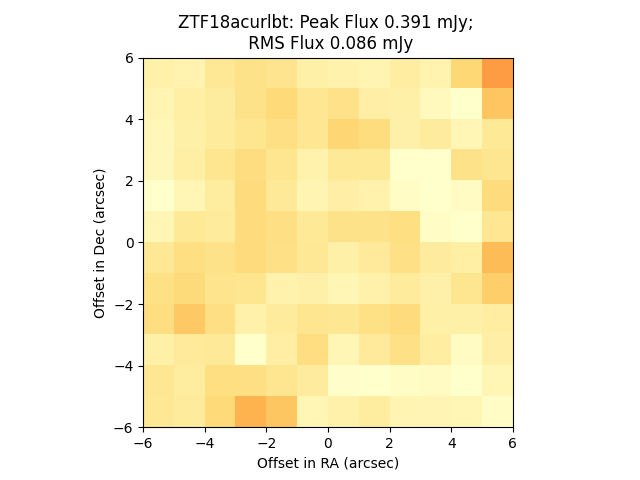 ZTF18acurlbt: Peak Flux 0.391 mJy;
RMS Flux 0.086 mJy
6
4
2
0
−2
−4
−6
Offset in Dec (arcsec)
−6 −4 −2 0 2 4 6
Offset in RA (arcsec)